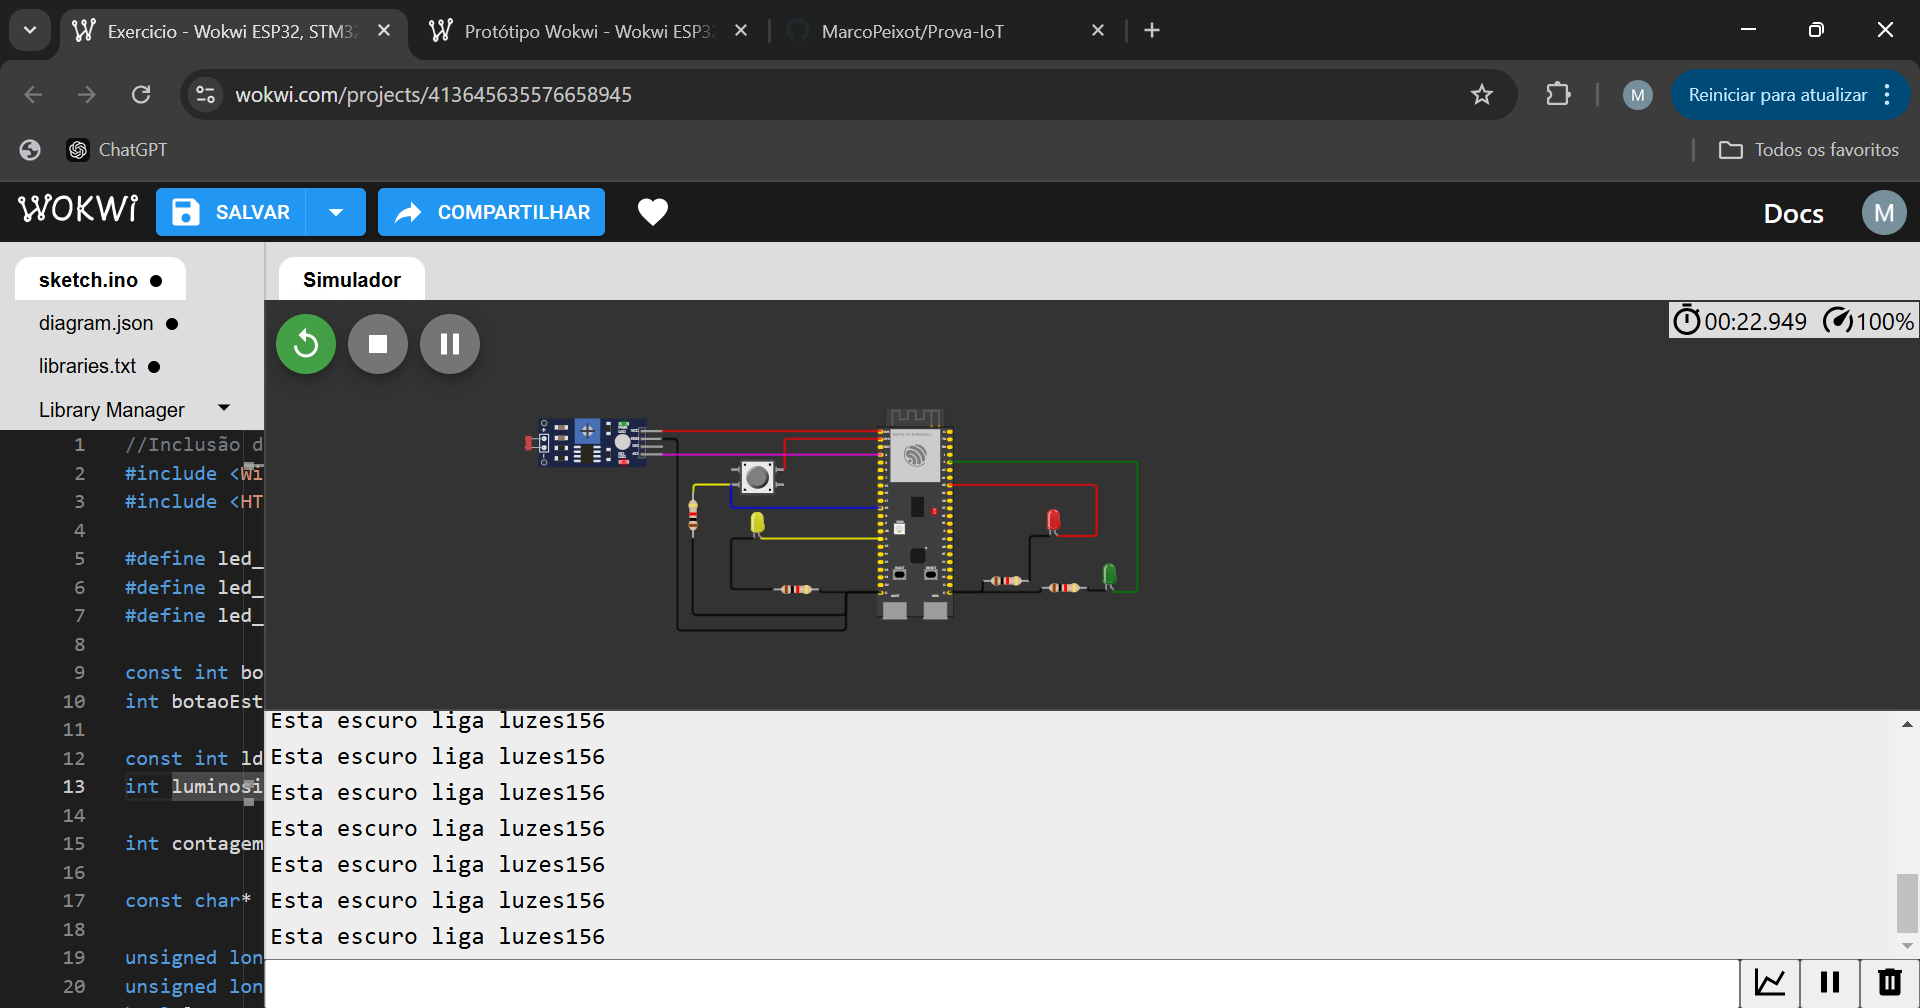 Exercicio - Wokwi ESP32, STM32
Protótipo Wokwi - Wokwi ESP32
MarcoPeixot/Prova-IoT
wokwi.com/projects/413645635576658945
M
Reiniciar para atualizar
ChatGPT
Todos os favoritos
WOKWi
SALVAR
COMPARTILHAR
Docs
M
sketch.ino
diagram.json
libraries.txt
Library Manager
Simulador
00:22.949
100%
1 //Inclusão d
2 #include <Wi
3 #include <HT
4
5 #define led_
6 #define led_
7 #define led_
8
9 const int bo
10 int botaoEst
11
12 const int ld
13 int luminosi
14
15 int contagem
16
17 const char*
18
19 unsigned lon
20 unsigned lon
Esta escuro liga luzes156
Esta escuro liga luzes156
Esta escuro liga luzes156
Esta escuro liga luzes156
Esta escuro liga luzes156
Esta escuro liga luzes156
Esta escuro liga luzes156